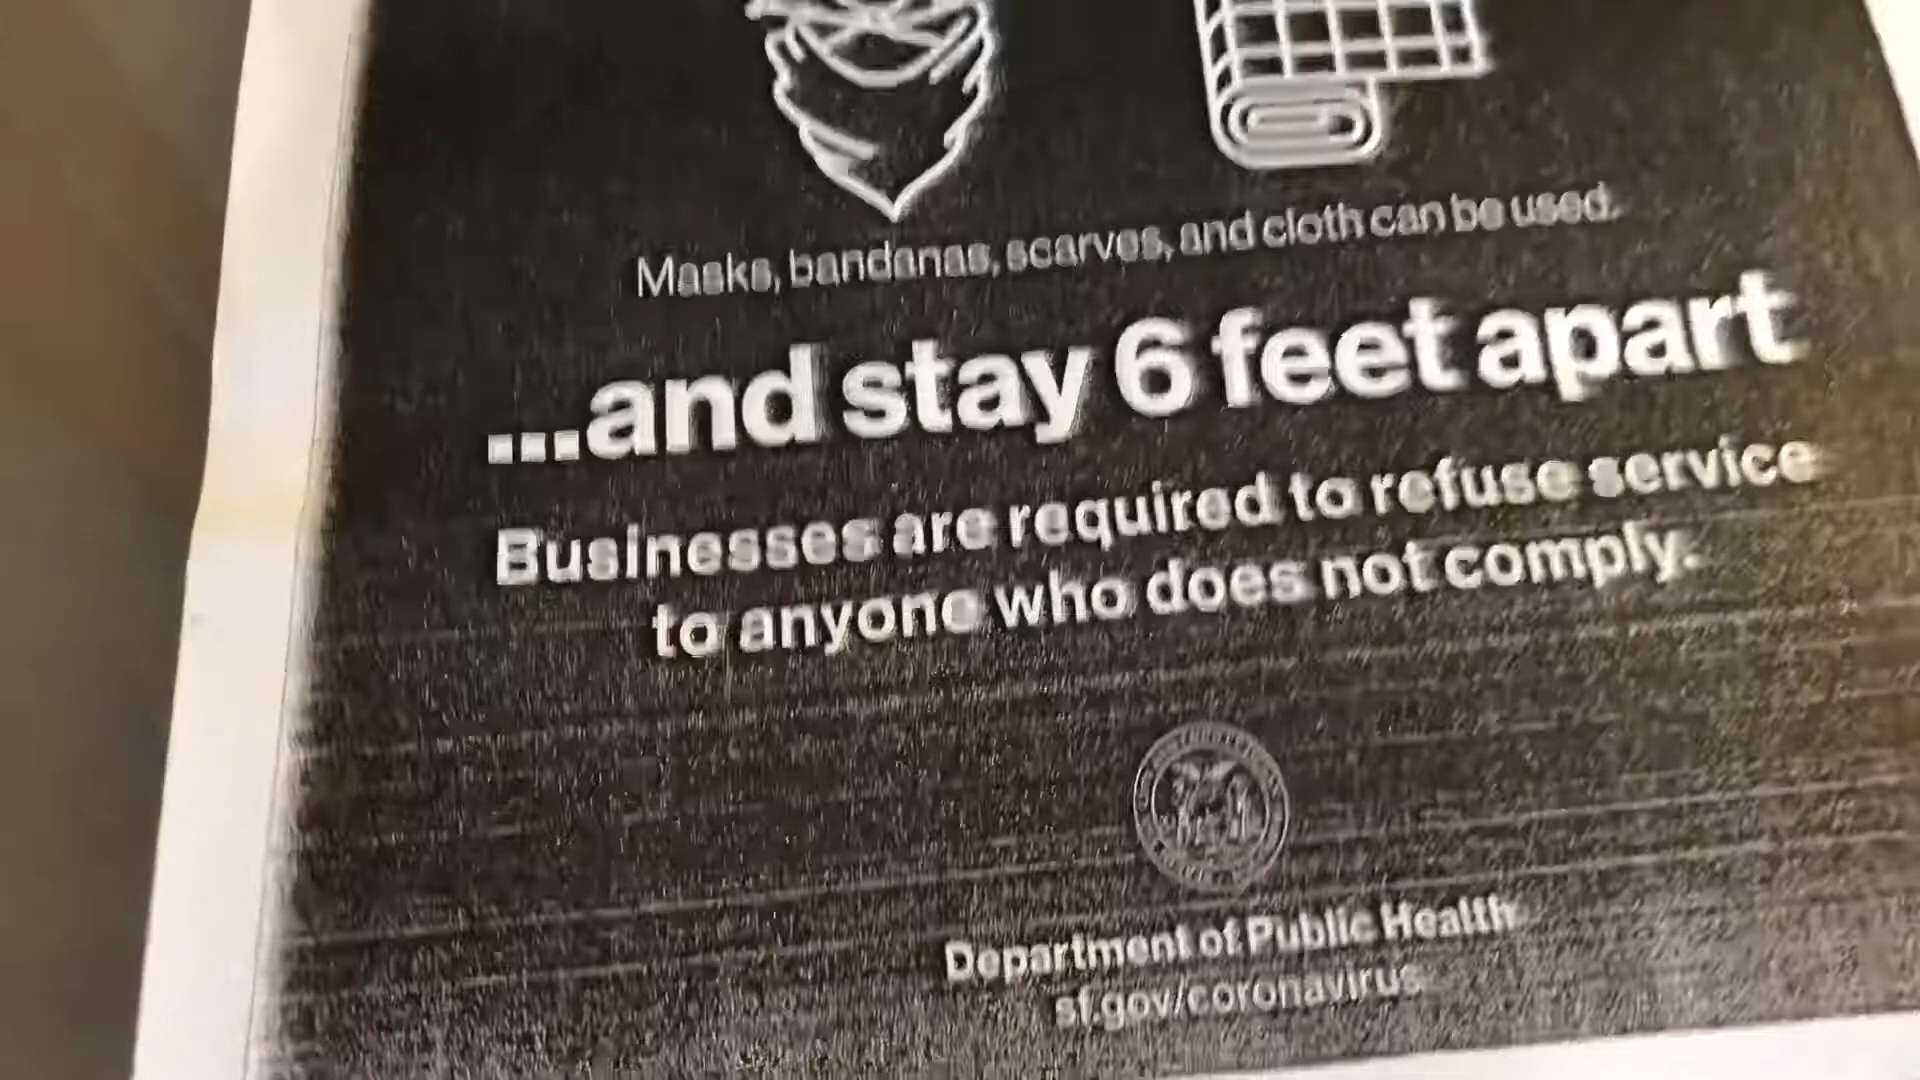 Masks, bandanas, scarves, and cloth can be used.
...and stay 6 feet apart
Businesses are required to refuse service
to anyone who does not comply.
Department of Public Health
sf.gov/coronavirus